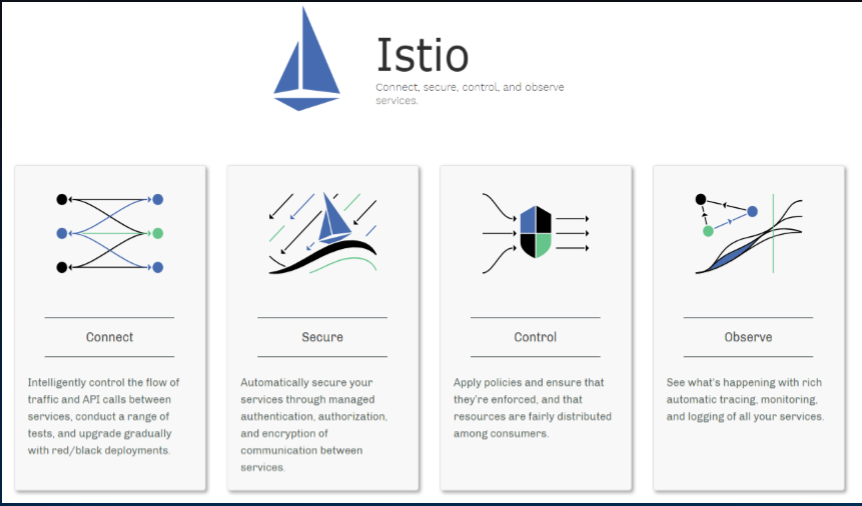 Istio
Connect, secure, control, and observe
services.
Connect
Intelligently control the flow of
traffic and API calls between
services, conduct a range of
tests, and upgrade gradually
with red/black deployments.
Secure
Automatically secure your
services through managed
authentication, authorization,
and encryption of
communication between
services.
Control
Apply policies and ensure that
they're enforced, and that
resources are fairly distributed
among consumers.
Observe
See what's happening with rich
automatic tracing, monitoring,
and logging of all your services.